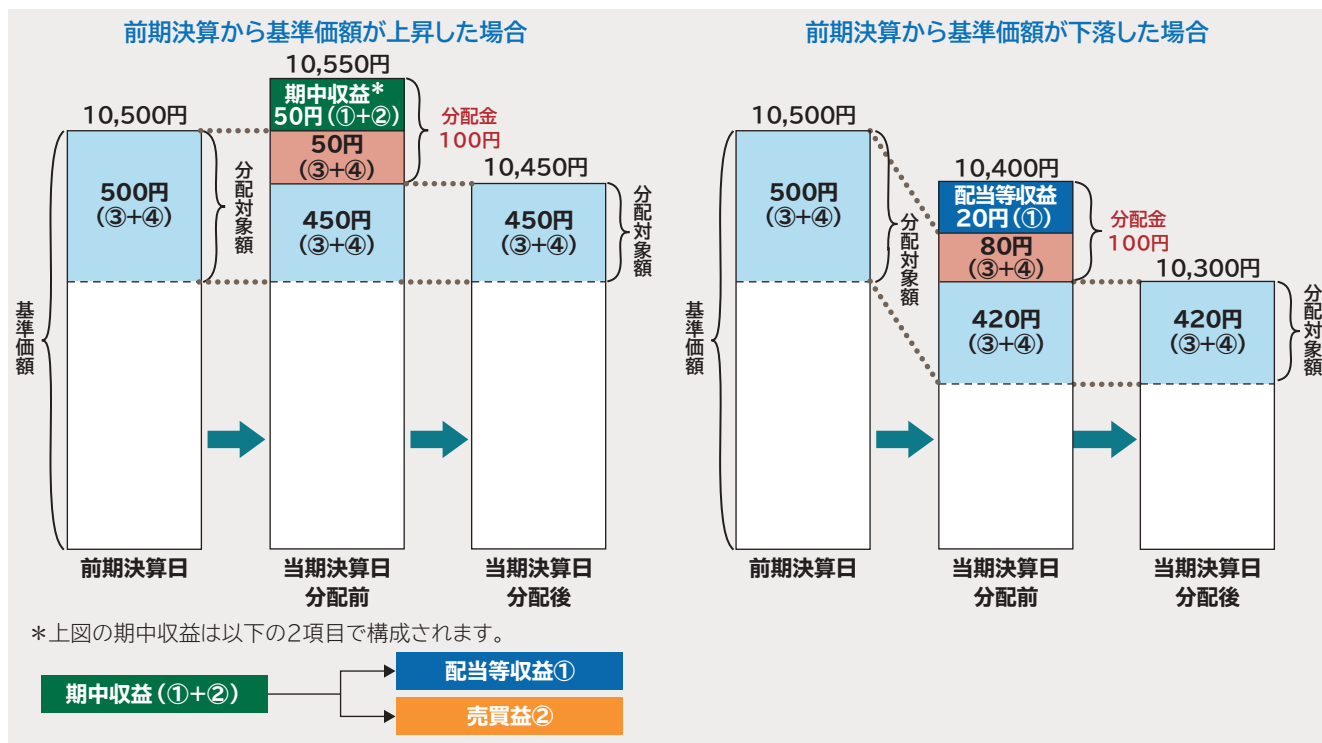 前期決算から基準価額が上昇した場合
10,550円
10,500円
期中収益*
50円(①+②)
分配金
100円
50円
(③+④)
10,450円
500円
(③+④)
分配対象額
450円
(③+④)
450円
(③+④)
分配対象額
基準価額
前期決算日
当期決算日
分配前
当期決算日
分配後
前期決算から基準価額が下落した場合
10,500円
10,400円
500円
(③+④)
分配対象額
配当等収益
20円(①)
分配金
100円
80円
(③+④)
10,300円
420円
(③+④)
420円
(③+④)
分配対象額
基準価額
前期決算日
当期決算日
分配前
当期決算日
分配後
*上図の期中収益は以下の2項目で構成されます。
期中収益(①+②)
配当等収益①
売買益②